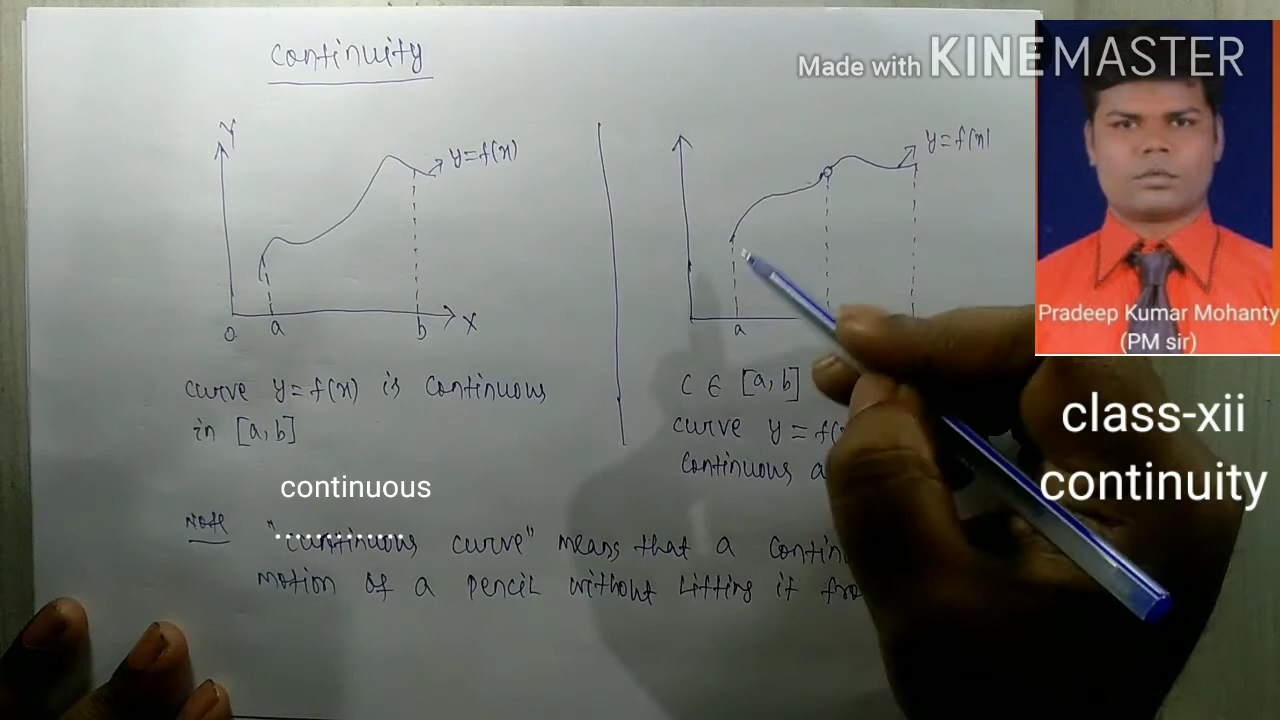 continuity
Made with KINEMASTER
Y
y=f(x)
y=f(x)
0 a b X
a
Pradeep Kumar Mohanty
(PM sir)
curve y=f(x) is continuous
in [a,b]
C ∈ [a,b]
curve y = f(
continuous a
class-xii
continuity
continuous
Note "continuous curve" means that a contin
motion of a pencil without lifting it fro